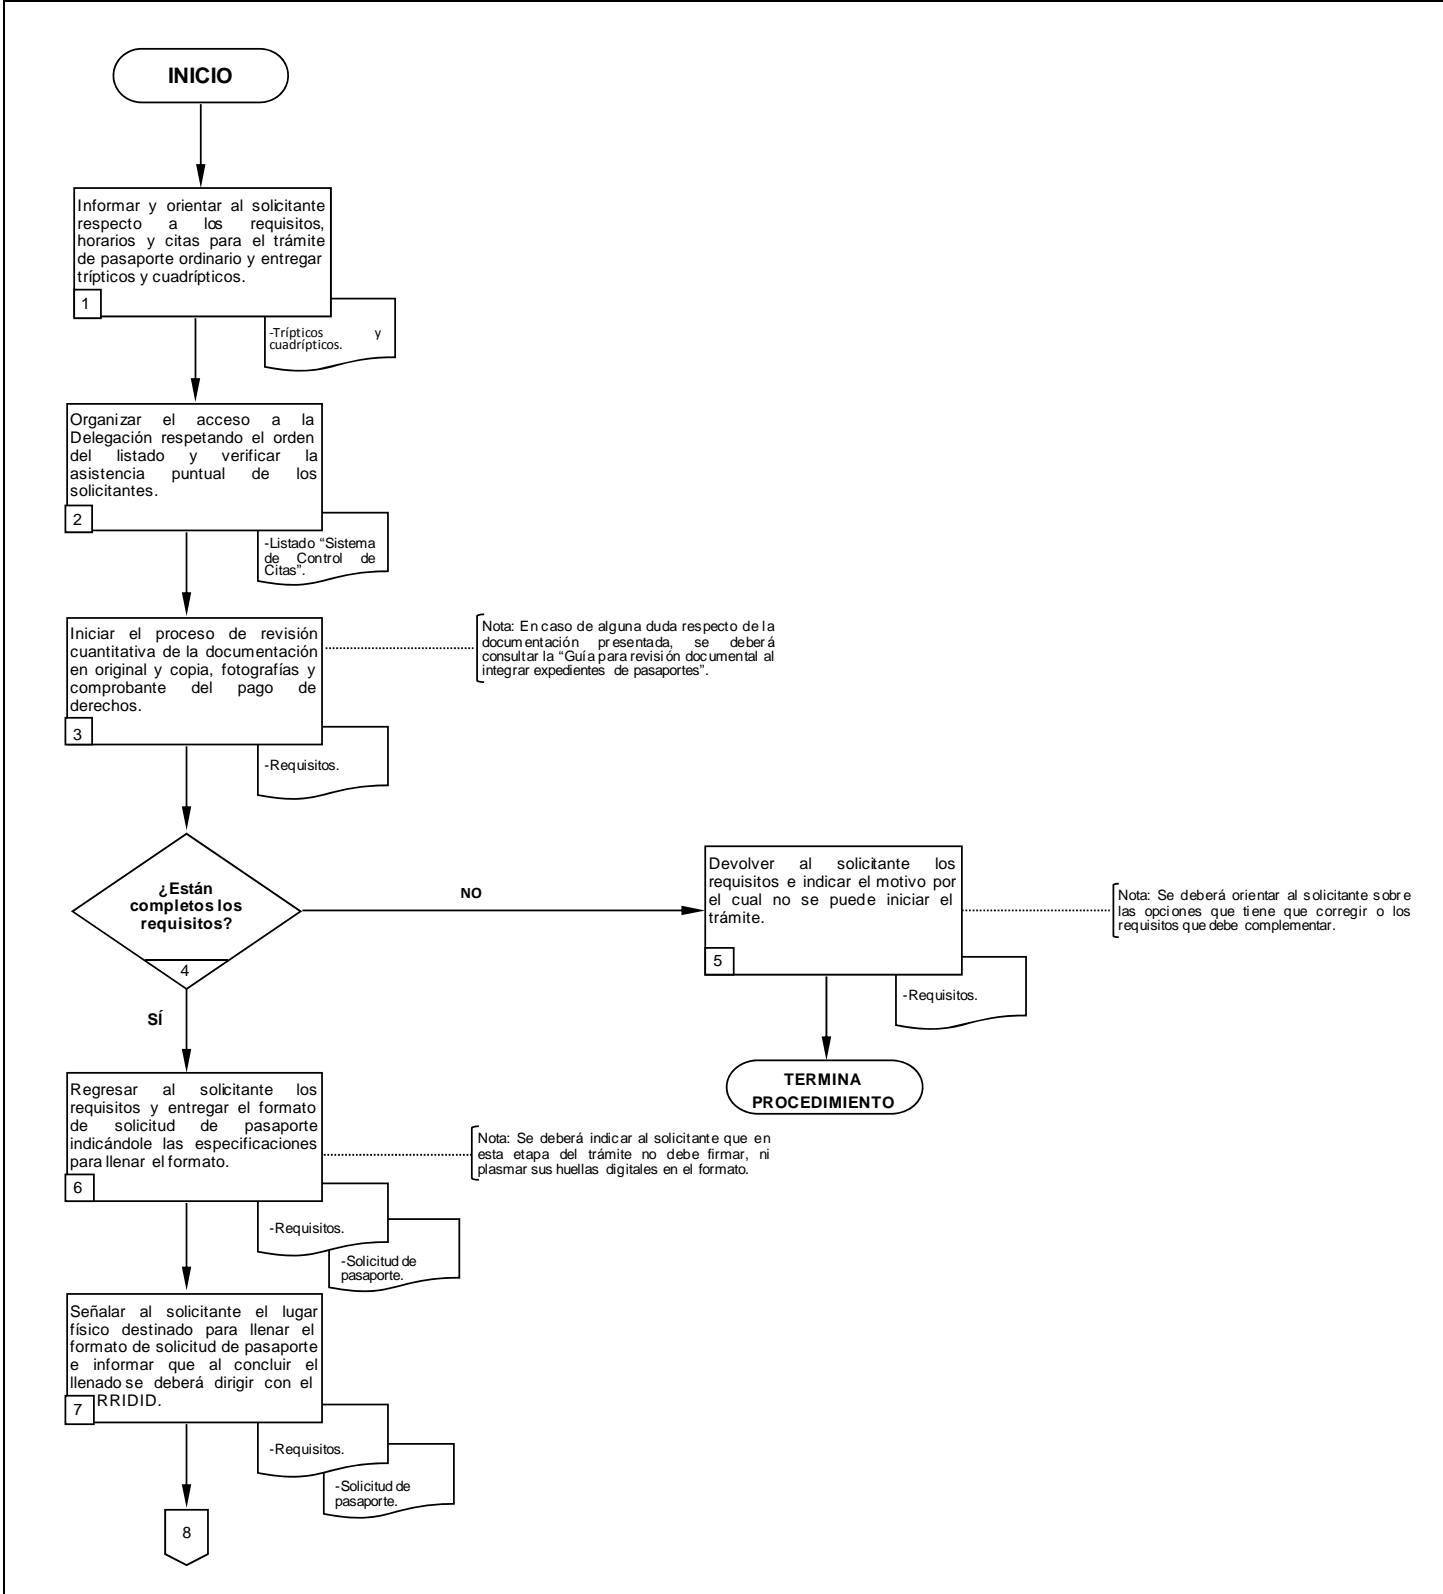 INICIO
Informar y orientar al solicitante
respecto a los requisitos,
horarios y citas para el trámite
de pasaporte ordinario y entregar
trípticos y cuadrípticos.
1
-Trípticos y
cuadrípticos.
Organizar el acceso a la
Delegación respetando el orden
del listado y verificar la
asistencia puntual de los
solicitantes.
2
-Listado “Sistema
de Control de
Citas”.
Iniciar el proceso de revisión
cuantitativa de la documentación
en original y copia, fotografías y
comprobante del pago de
derechos.
3
-Requisitos.
Nota: En caso de alguna duda respecto de la
documentación presentada, se deberá
consultar la “Guía para revisión documental al
integrar expedientes de pasaportes”.
¿Están
completos los
requisitos?
4
NO
SÍ
Devolver al solicitante los
requisitos e indicar el motivo por
el cual no se puede iniciar el
trámite.
5
-Requisitos.
Nota: Se deberá orientar al solicitante sobre
las opciones que tiene que corregir o los
requisitos que debe complementar.
TERMINA
PROCEDIMIENTO
Regresar al solicitante los
requisitos y entregar el formato
de solicitud de pasaporte
indicándole las especificaciones
para llenar el formato.
6
-Requisitos.
-Solicitud de
pasaporte.
Nota: Se deberá indicar al solicitante que en
esta etapa del trámite no debe firmar, ni
plasmar sus huellas digitales en el formato.
Señalar al solicitante el lugar
físico destinado para llenar el
formato de solicitud de pasaporte
e informar que al concluir el
llenado se deberá dirigir con el
RRIDID.
7
-Requisitos.
-Solicitud de
pasaporte.
8